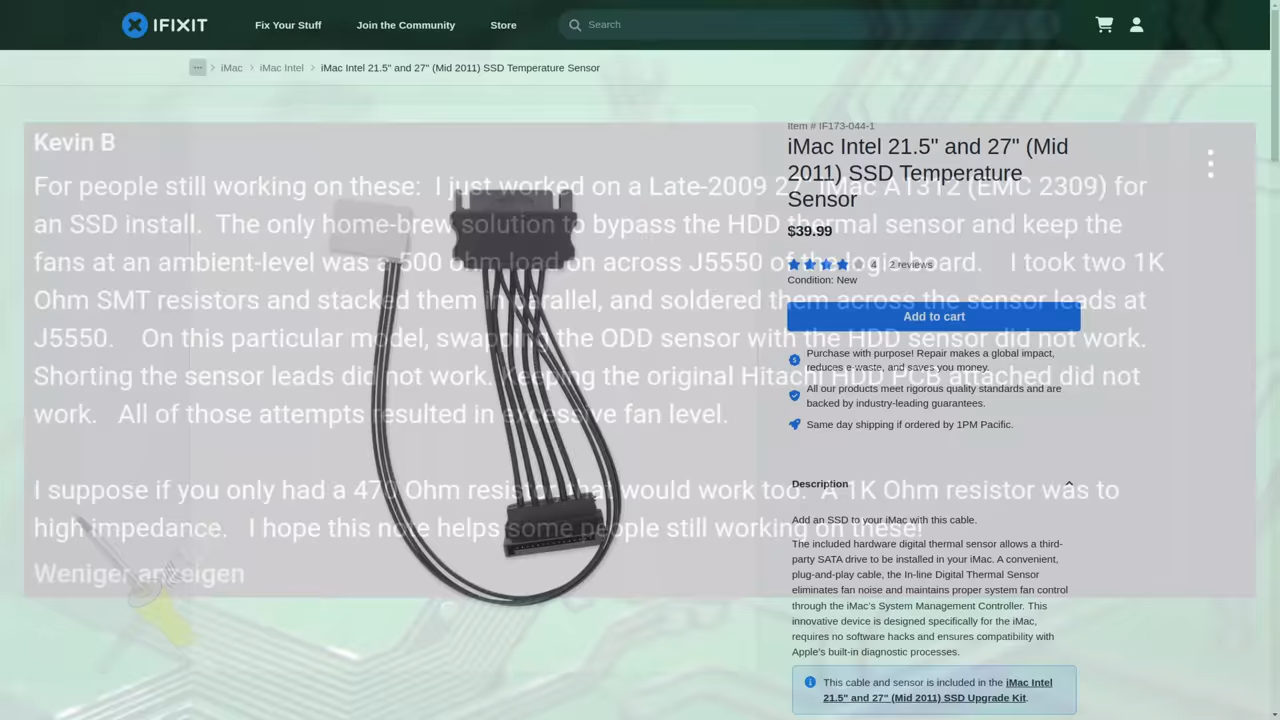 IFIXIT
Fix Your Stuff
Join the Community
Store
Search
iMac
iMac Intel
iMac Intel 21.5" and 27" (Mid 2011) SSD Temperature Sensor
Kevin B
For people still working on these: I just worked on a Late-2009 27" iMac A1312 (EMC 2309) for
an SSD install. The only home-brew solution to bypass the HDD thermal sensor and keep the
fans at an ambient-level was a 500 ohm load on across J5550 of the logic board. I took two 1K
Ohm SMT resistors and stacked them in parallel, and soldered them across the sensor leads at
J5550. On this particular model, swapping the ODD sensor with the HDD sensor did not work.
Shorting the sensor leads did not work. Keeping the original Hitachi HDD PCB attached did not
work. All of those attempts resulted in excessive fan level.
I suppose if you only had a 470 Ohm resistor that would work too. A 1K Ohm resistor was to
high impedance. I hope this note helps some people still working on these!
Weniger anzeigen
Item # IF173-044-1
iMac Intel 21.5" and 27" (Mid
2011) SSD Temperature
Sensor
$39.99
4 2 reviews
Condition: New
Add to cart
Purchase with purpose! Repair makes a global impact,
reduces e-waste, and saves you money.
All our products meet rigorous quality standards and are
backed by industry-leading guarantees.
Same day shipping if ordered by 1PM Pacific.
Description
Add an SSD to your iMac with this cable.
The included hardware digital thermal sensor allows a third-
party SATA drive to be installed in your iMac. A convenient,
plug-and-play cable, the In-line Digital Thermal Sensor
eliminates fan noise and maintains proper system fan control
through the iMac's System Management Controller. This
innovative device is designed specifically for the iMac,
requires no software hacks and ensures compatibility with
Apple's built-in diagnostic processes.
This cable and sensor is included in the iMac Intel
21.5" and 27" (Mid 2011) SSD Upgrade Kit.